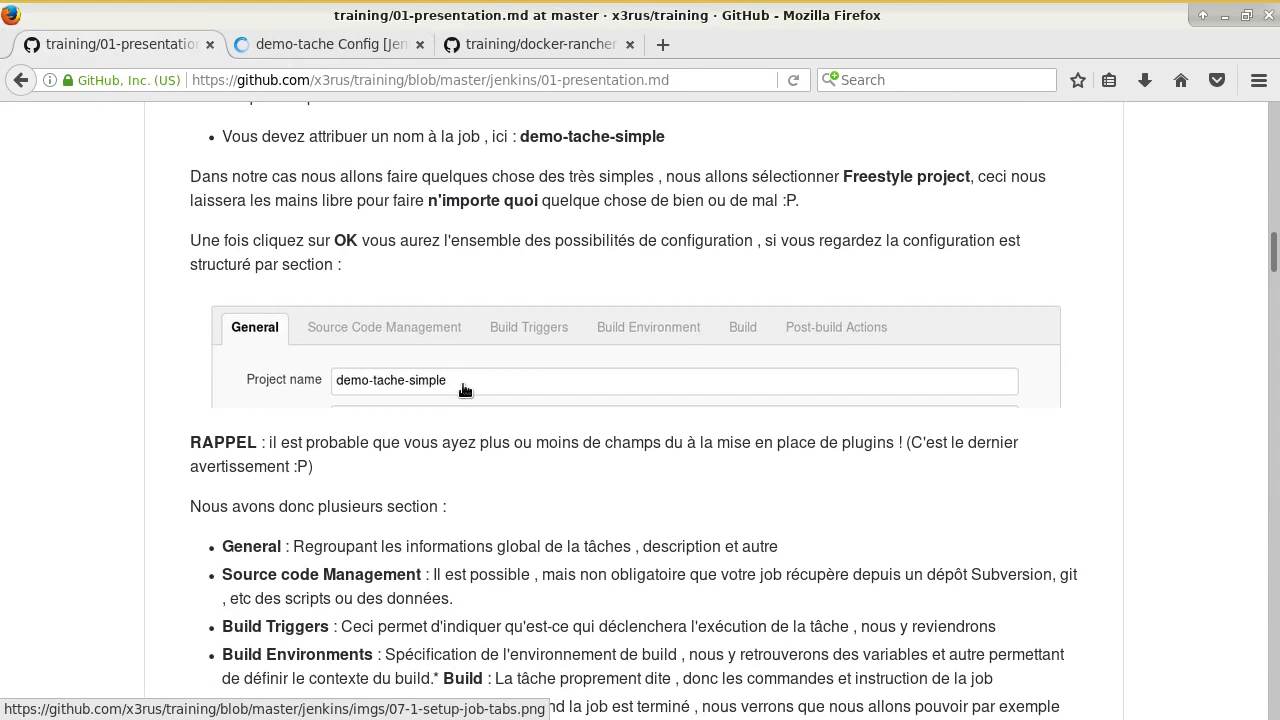 training/01-presentation.md at master · x3rus/training · GitHub - Mozilla Firefox
training/01-presentatio
demo-tache Config [Jen
training/docker-rancher
GitHub, Inc. (US)
https://github.com/x3rus/training/blob/master/jenkins/01-presentation.md
Search
Vous devez attribuer un nom à la job , ici : demo-tache-simple
Dans notre cas nous allons faire quelques chose des très simples , nous allons sélectionner Freestyle project, ceci nous
laissera les mains libre pour faire n'importe quoi quelque chose de bien ou de mal :P.
Une fois cliquez sur OK vous aurez l'ensemble des possibilités de configuration , si vous regardez la configuration est
structuré par section :
General Source Code Management Build Triggers Build Environment Build Post-build Actions
Project name demo-tache-simple
RAPPEL : il est probable que vous ayez plus ou moins de champs du à la mise en place de plugins ! (C'est le dernier
avertissement :P)
Nous avons donc plusieurs section :
General : Regroupant les informations global de la tâches , description et autre
Source code Management : Il est possible , mais non obligatoire que votre job récupère depuis un dépôt Subversion, git
, etc des scripts ou des données.
Build Triggers : Ceci permet d'indiquer qu'est-ce qui déclenchera l'exécution de la tâche , nous y reviendrons
Build Environments : Spécification de l'environnement de build , nous y retrouverons des variables et autre permettant
de définir le contexte du build.* Build : La tâche proprement dite , donc les commandes et instruction de la job
nd la job est terminé , nous verrons que nous allons pouvoir par exemple
https://github.com/x3rus/training/blob/master/jenkins/imgs/07-1-setup-job-tabs.png